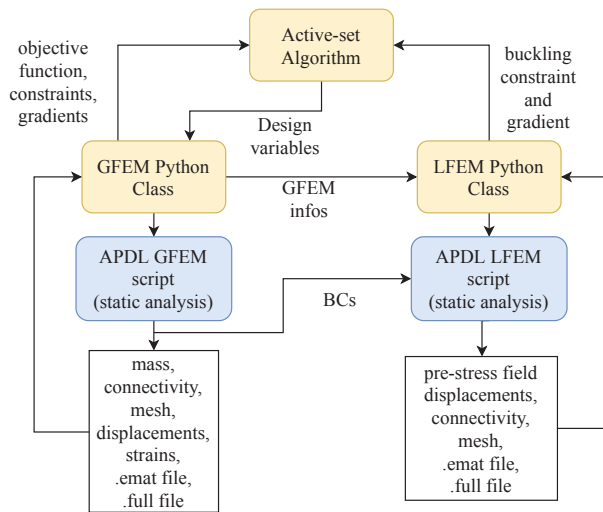 objective
function,
constraints,
gradients
Active-set
Algorithm
buckling
constraint
and
gradient
Design
variables
GFEM Python
Class
GFEM
infos
LFEM Python
Class
APDL GFEM
script
(static analysis)
BCs
APDL LFEM
script
(static analysis)
mass,
connectivity,
mesh,
displacements,
strains,
.emat file,
.full file
pre-stress field
displacements,
connectivity,
mesh,
.emat file,
.full file